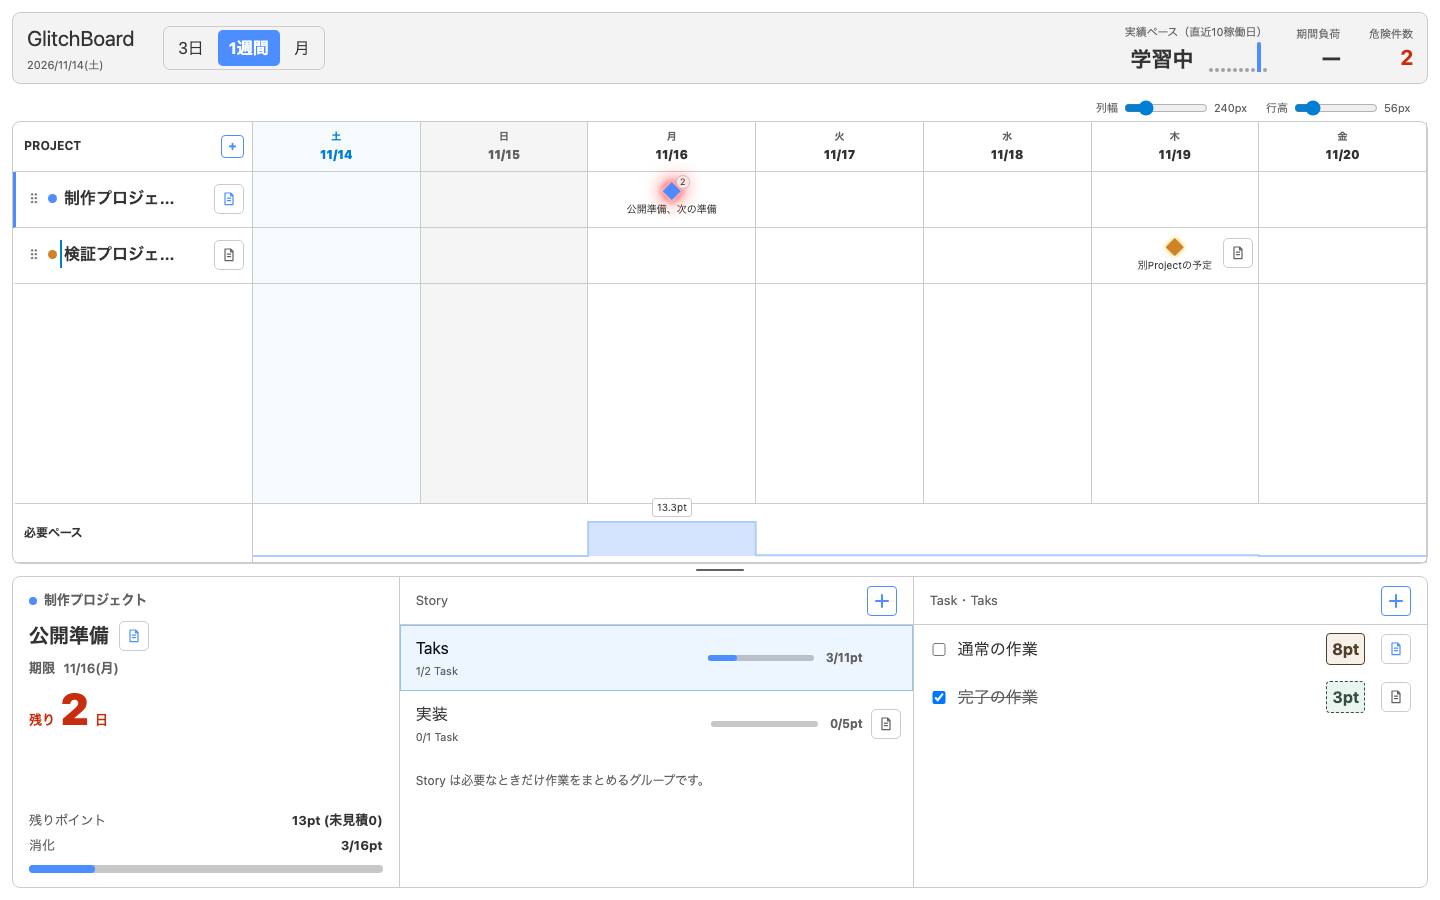 GlitchBoard
2026/11/14(土)
3日 1週間 月
実績ペース（直近10稼働日）
学習中
期間負荷
—
危険件数
2
列幅 240px 行高 56px
PROJECT +
土
11/14
日
11/15
月
11/16
火
11/17
水
11/18
木
11/19
金
11/20
制作プロジェ...
2
公開準備、次の準備
検証プロジェ...
別Projectの予定
必要ペース
13.3pt
制作プロジェクト
公開準備
期限 11/16(月)
残り 2 日
残りポイント 13pt (未見積0)
消化 3/16pt
Story +
Taks
1/2 Task
3/11pt
実装
0/1 Task
0/5pt
Story は必要なときだけ作業をまとめるグループです。
Task・Taks +
通常の作業 8pt
完了の作業 3pt